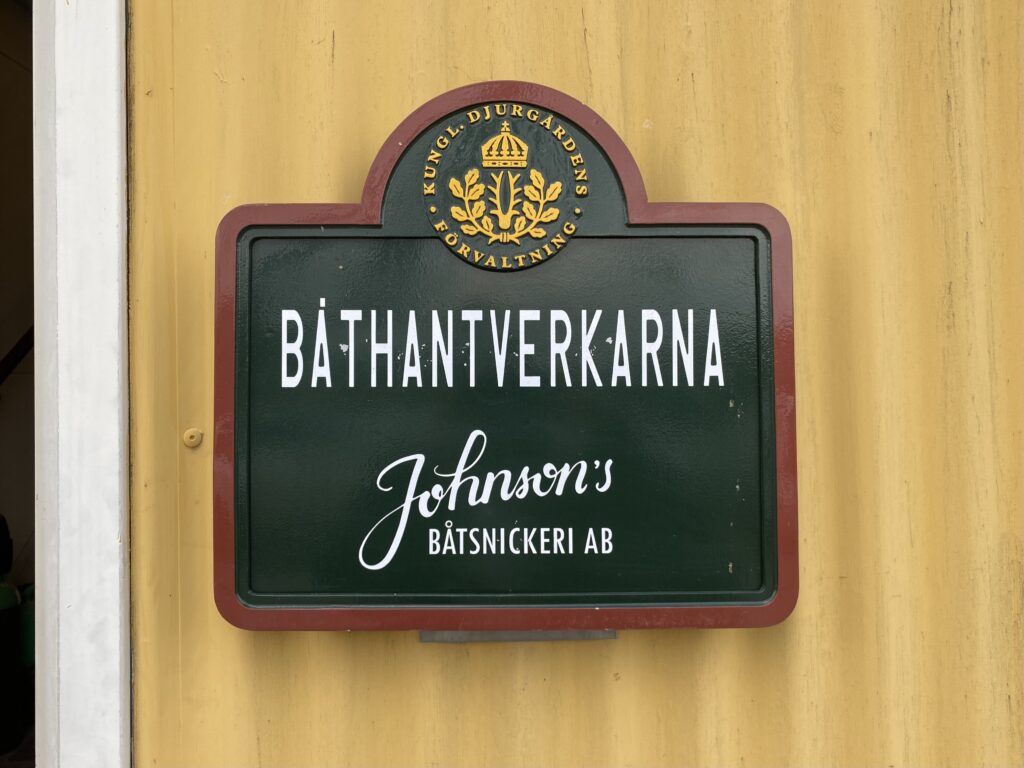 KUNGL. DJURGÅRDENS
FÖRVALTNING
BÅTHANTVERKARNA
Johnson's
BÅTSNICKERI AB